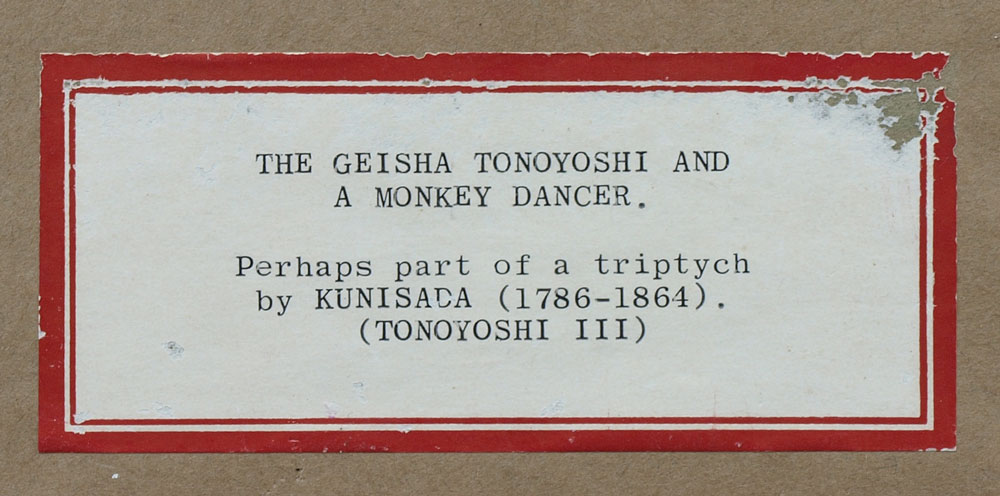 THE GEISHA TONOYOSHI AND
A MONKEY DANCER.
Perhaps part of a triptych
by KUNISADA (1786-1864).
(TONOYOSHI III)